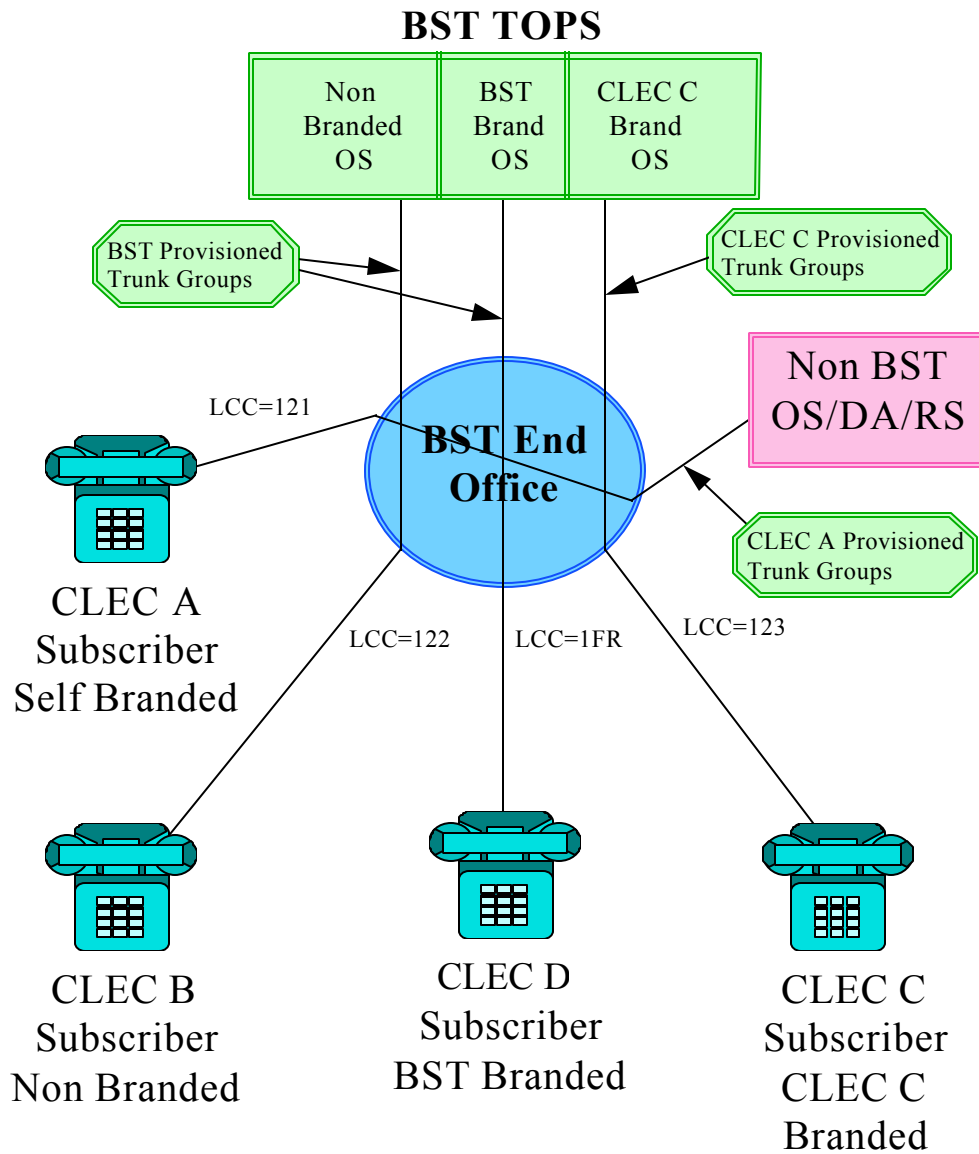 BST TOPS
Non
Branded
OS
BST
Brand
OS
CLEC C
Brand
OS
BST Provisioned
Trunk Groups
CLEC C Provisioned
Trunk Groups
Non BST
OS/DA/RS
LCC=121
BST End
Office
CLEC A Provisioned
Trunk Groups
CLEC A
Subscriber
Self Branded
LCC=122
LCC=1FR
LCC=123
CLEC B
Subscriber
Non Branded
CLEC D
Subscriber
BST Branded
CLEC C
Subscriber
CLEC C
Branded